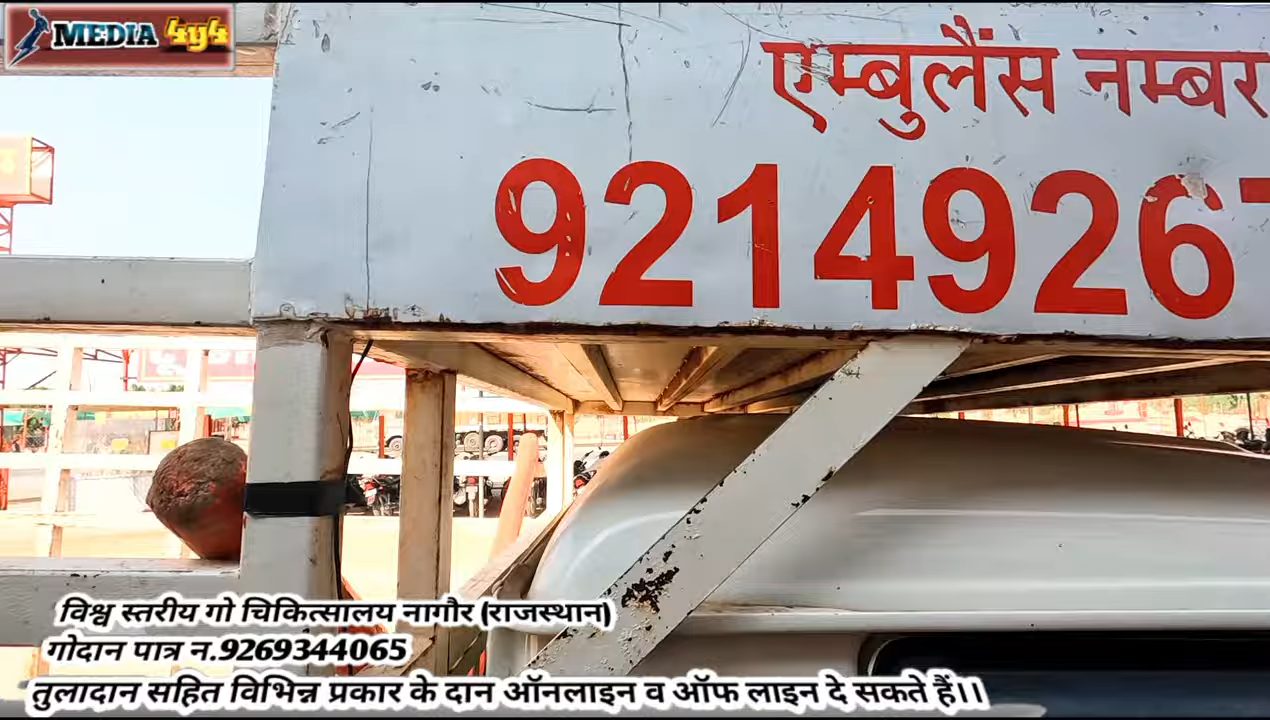 MEDIA 4y4
एम्बुलैंस नम्बर
9214926
विश्व स्तरीय गो चिकित्सालय नागौर (राजस्थान)
गोदान पात्र न.9269344065
तुलादान सहित विभिन्न प्रकार के दान ऑनलाइन व ऑफ लाइन दे सकते हैं।।